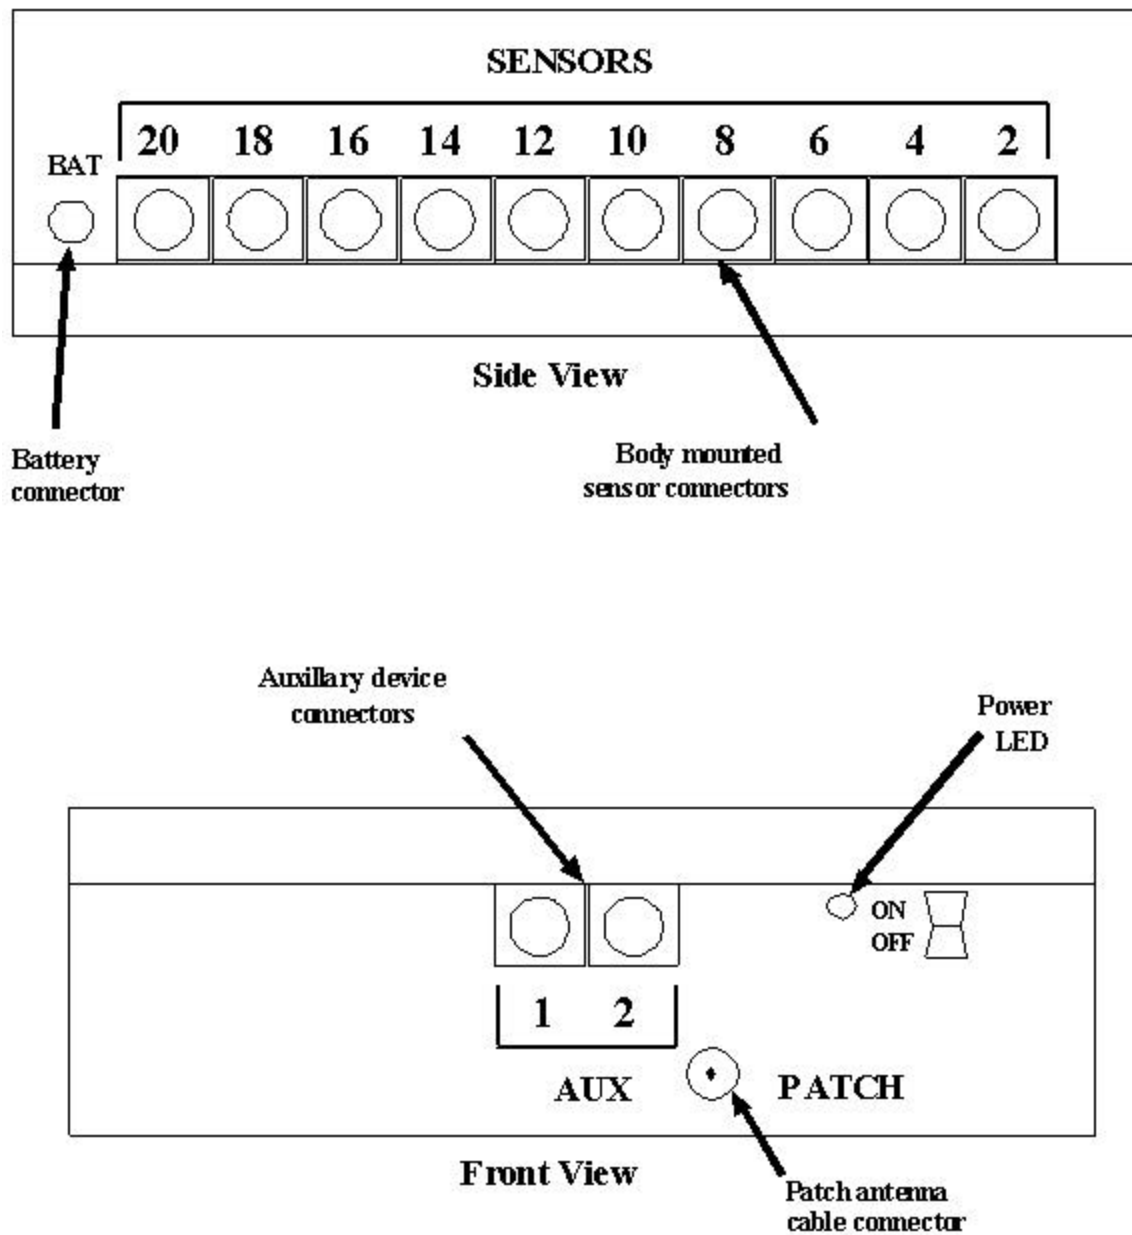 SENSORS
20 18 16 14 12 10 8 6 4 2
BAT
Side View
Battery
connector
Body mounted
sensor connectors
Auxillary device
connectors
Power
LED
ON
OFF
1 2
AUX
PATCH
Front View
Patch antenna
cable connector